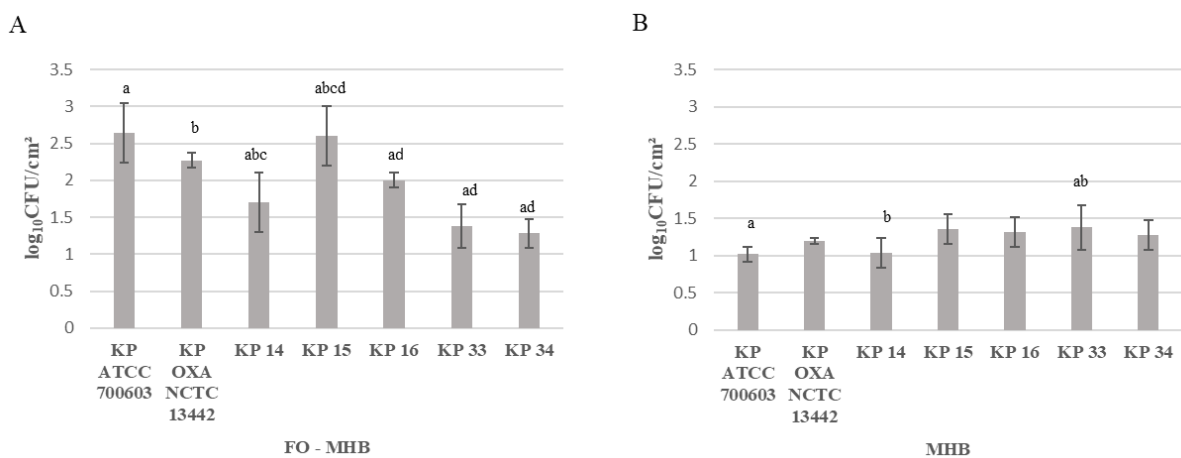 A
log₁₀CFU/cm²
3.5
3
2.5
2
1.5
1
0.5
0
a
b
abc
abcd
ad
ad
ad
KP
ATCC
700603
KP
OXA
NCTC
13442
KP 14
KP 15
KP 16
KP 33
KP 34
FO - MHB
B
log₁₀CFU/cm²
3.5
3
2.5
2
1.5
1
0.5
0
a
b
ab
KP
ATCC
700603
KP
OXA
NCTC
13442
KP 14
KP 15
KP 16
KP 33
KP 34
MHB